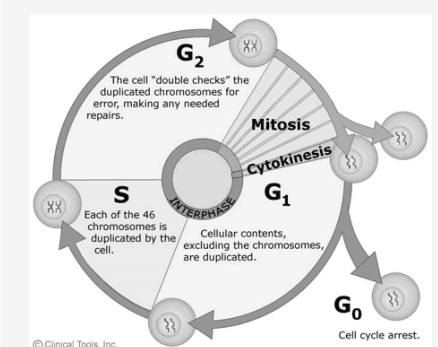 G2
The cell "double checks" the
duplicated chromosomes for
error, making any needed
repairs.
Mitosis
Cytokinesis
S
Each of the 46
chromosomes is
duplicated by the
cell.
INTERPHASE
G1
Cellular contents,
excluding the chromosomes,
are duplicated.
G0
Cell cycle arrest.
© Clinical Tools, Inc.